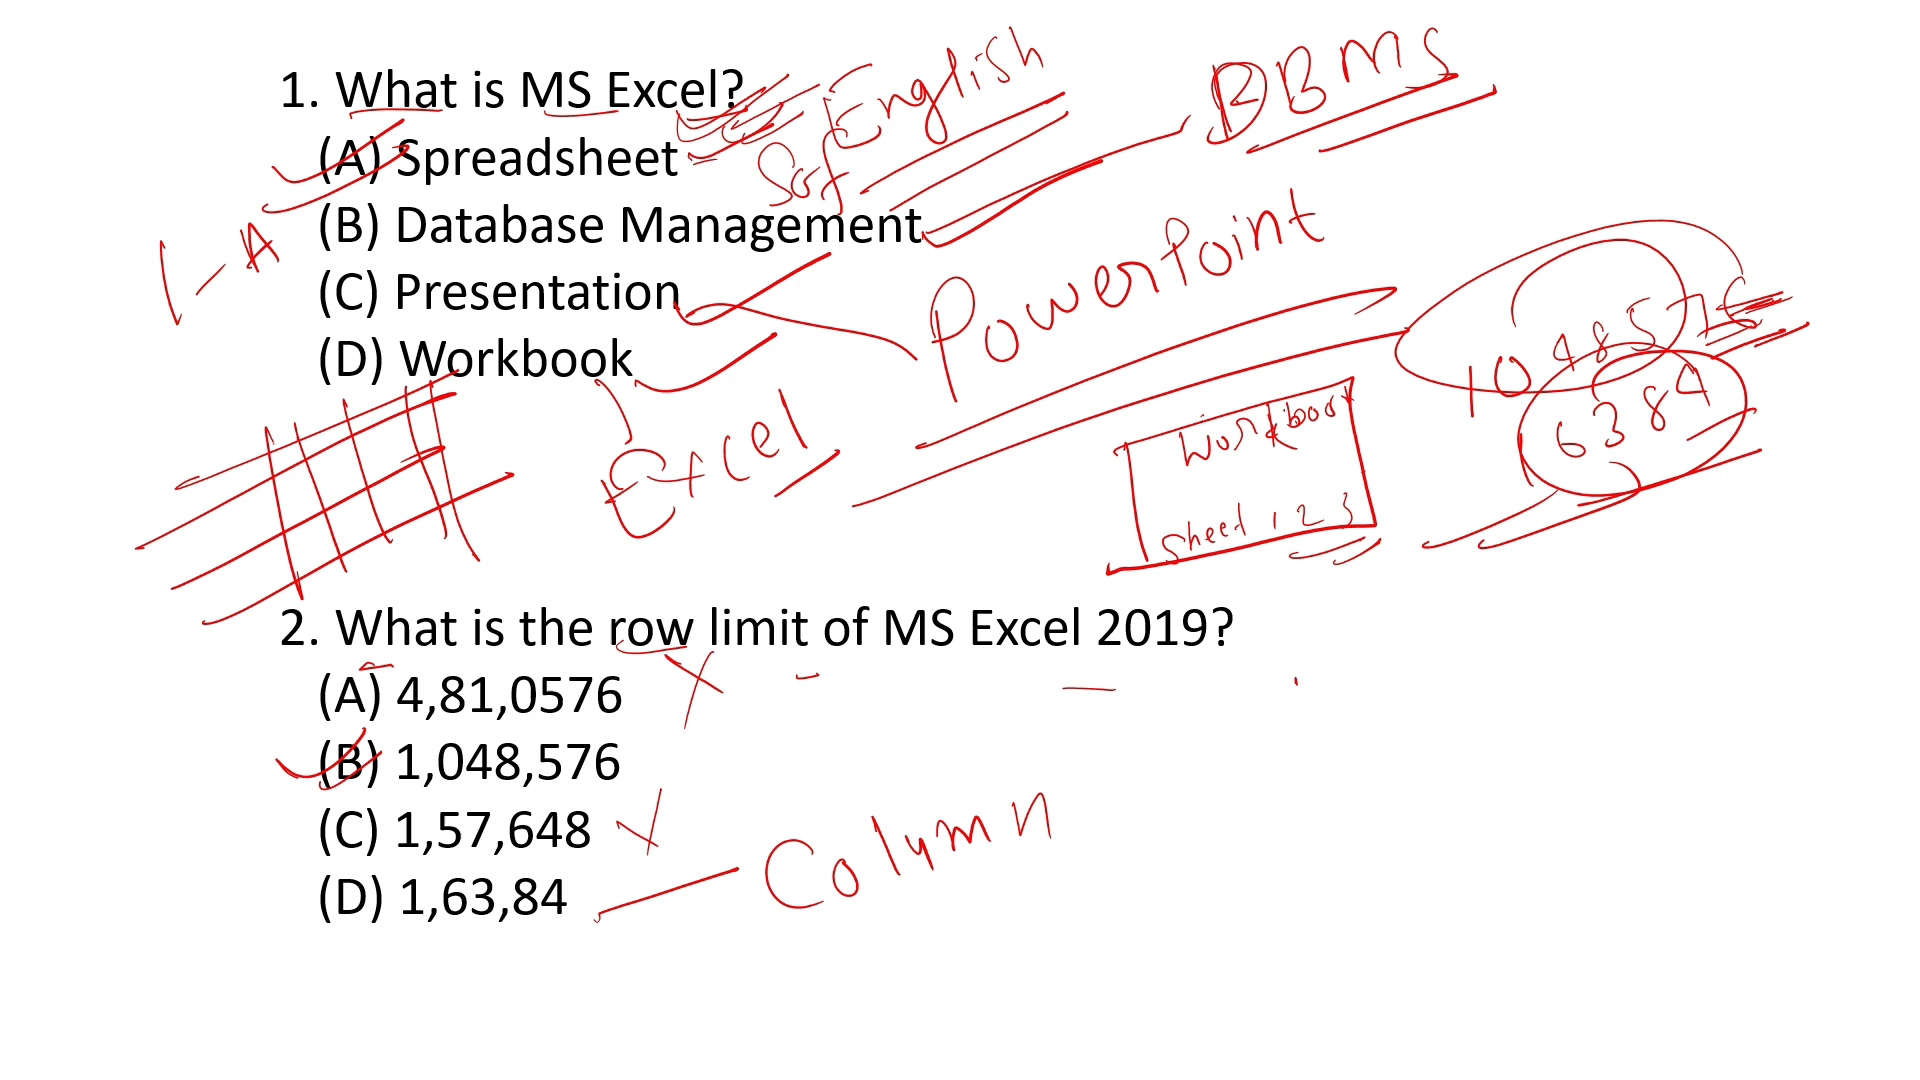 1. What is MS Excel?
(A) Spreadsheet
(B) Database Management
(C) Presentation
(D) Workbook
English
BBMS
1-A
PowerPoint
1048576
6384
Excel
Workbook
Sheet 1 2 3
2. What is the row limit of MS Excel 2019?
(A) 4,81,0576
(B) 1,048,576
(C) 1,57,648
(D) 1,63,84
Column